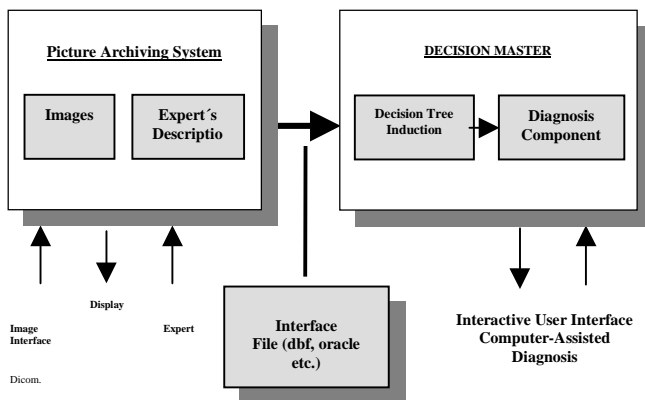 Picture Archiving System
DECISION MASTER
Images
Expert´s
Descriptio
Decision Tree
Induction
Diagnosis
Component
Display
Image
Interface
Expert
Dicom.
Interface
File (dbf, oracle
etc.)
Interactive User Interface
Computer-Assisted
Diagnosis